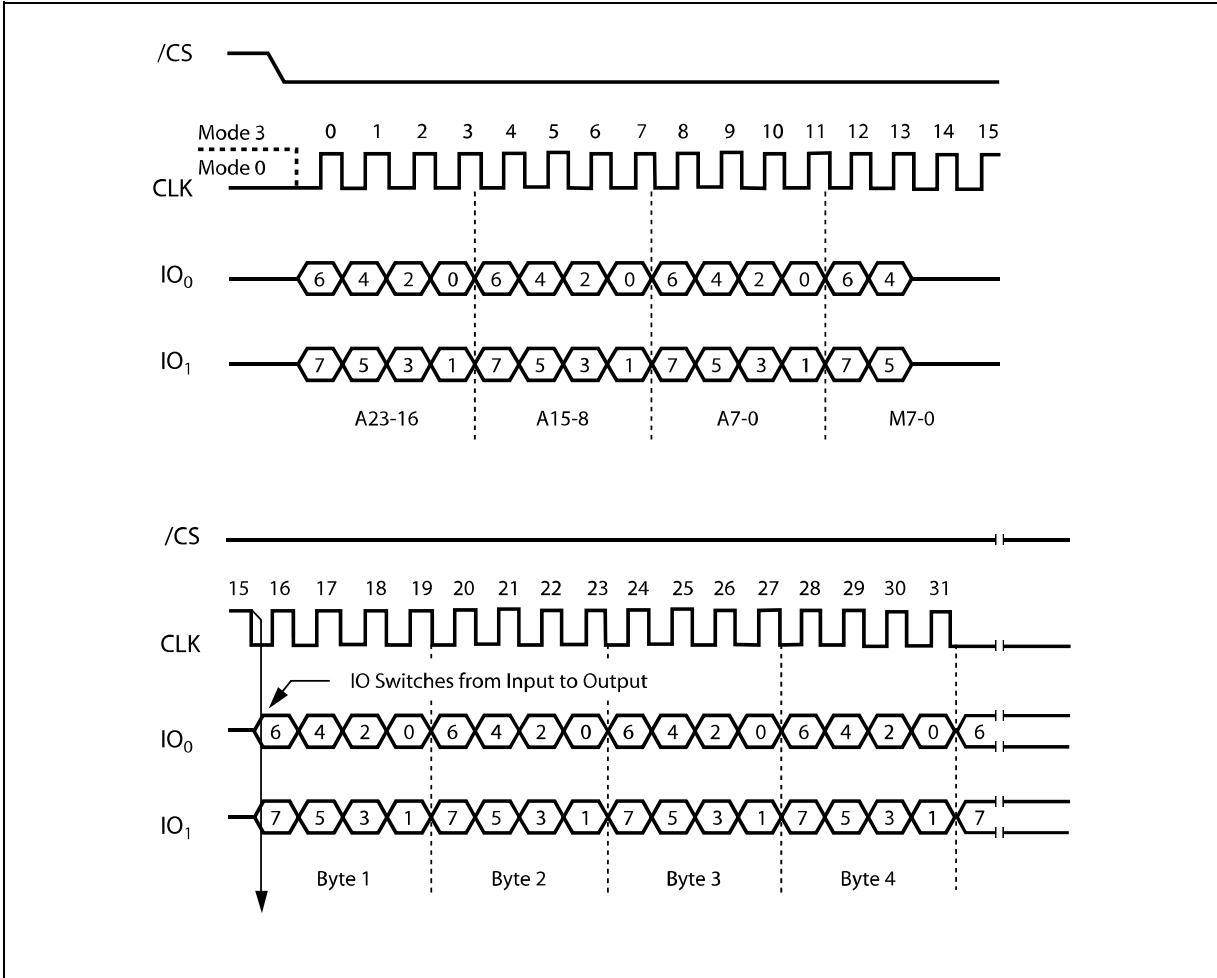 /CS
Mode 3 0 1 2 3 4 5 6 7 8 9 10 11 12 13 14 15
Mode 0
CLK
IO₀ 6 4 2 0 6 4 2 0 6 4 2 0 6 4
IO₁ 7 5 3 1 7 5 3 1 7 5 3 1 7 5
A23-16 A15-8 A7-0 M7-0
/CS
15 16 17 18 19 20 21 22 23 24 25 26 27 28 29 30 31
CLK
IO Switches from Input to Output
IO₀ 6 4 2 0 6 4 2 0 6 4 2 0 6 4 2 0 6
IO₁ 7 5 3 1 7 5 3 1 7 5 3 1 7 5 3 1 7
Byte 1 Byte 2 Byte 3 Byte 4